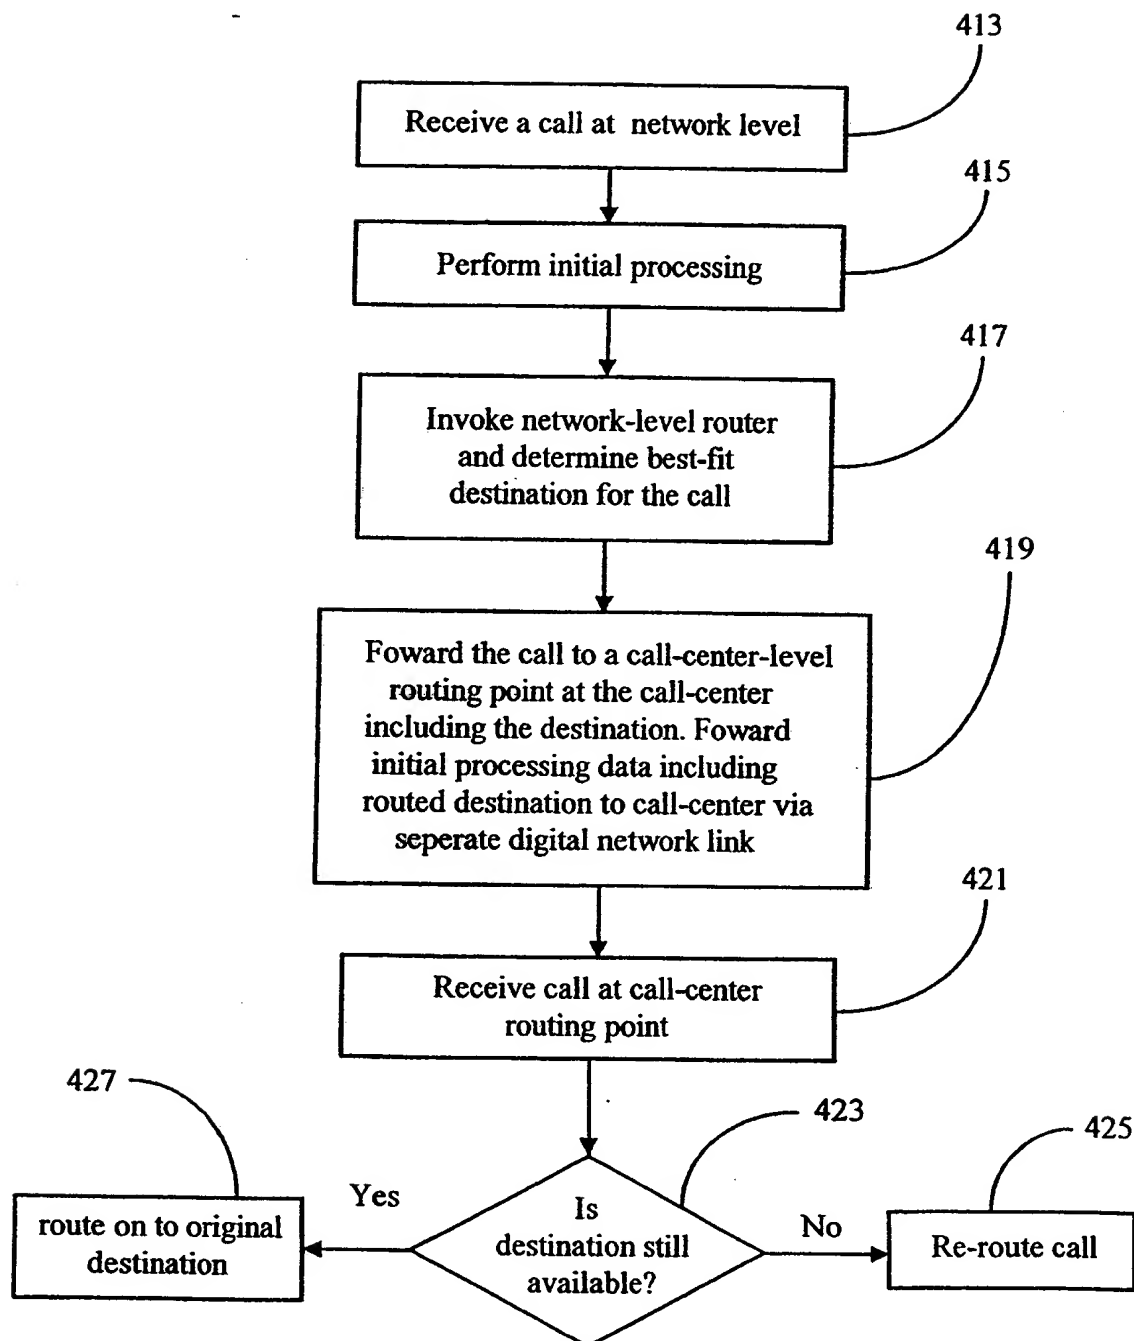 413
Receive a call at network level
415
Perform initial processing
417
Invoke network-level router
and determine best-fit
destination for the call
419
Foward the call to a call-center-level
routing point at the call-center
including the destination. Foward
initial processing data including
routed destination to call-center via
seperate digital network link
421
Receive call at call-center
routing point
427
423
425
Yes
No
route on to original
destination
Is
destination still
available?
Re-route call